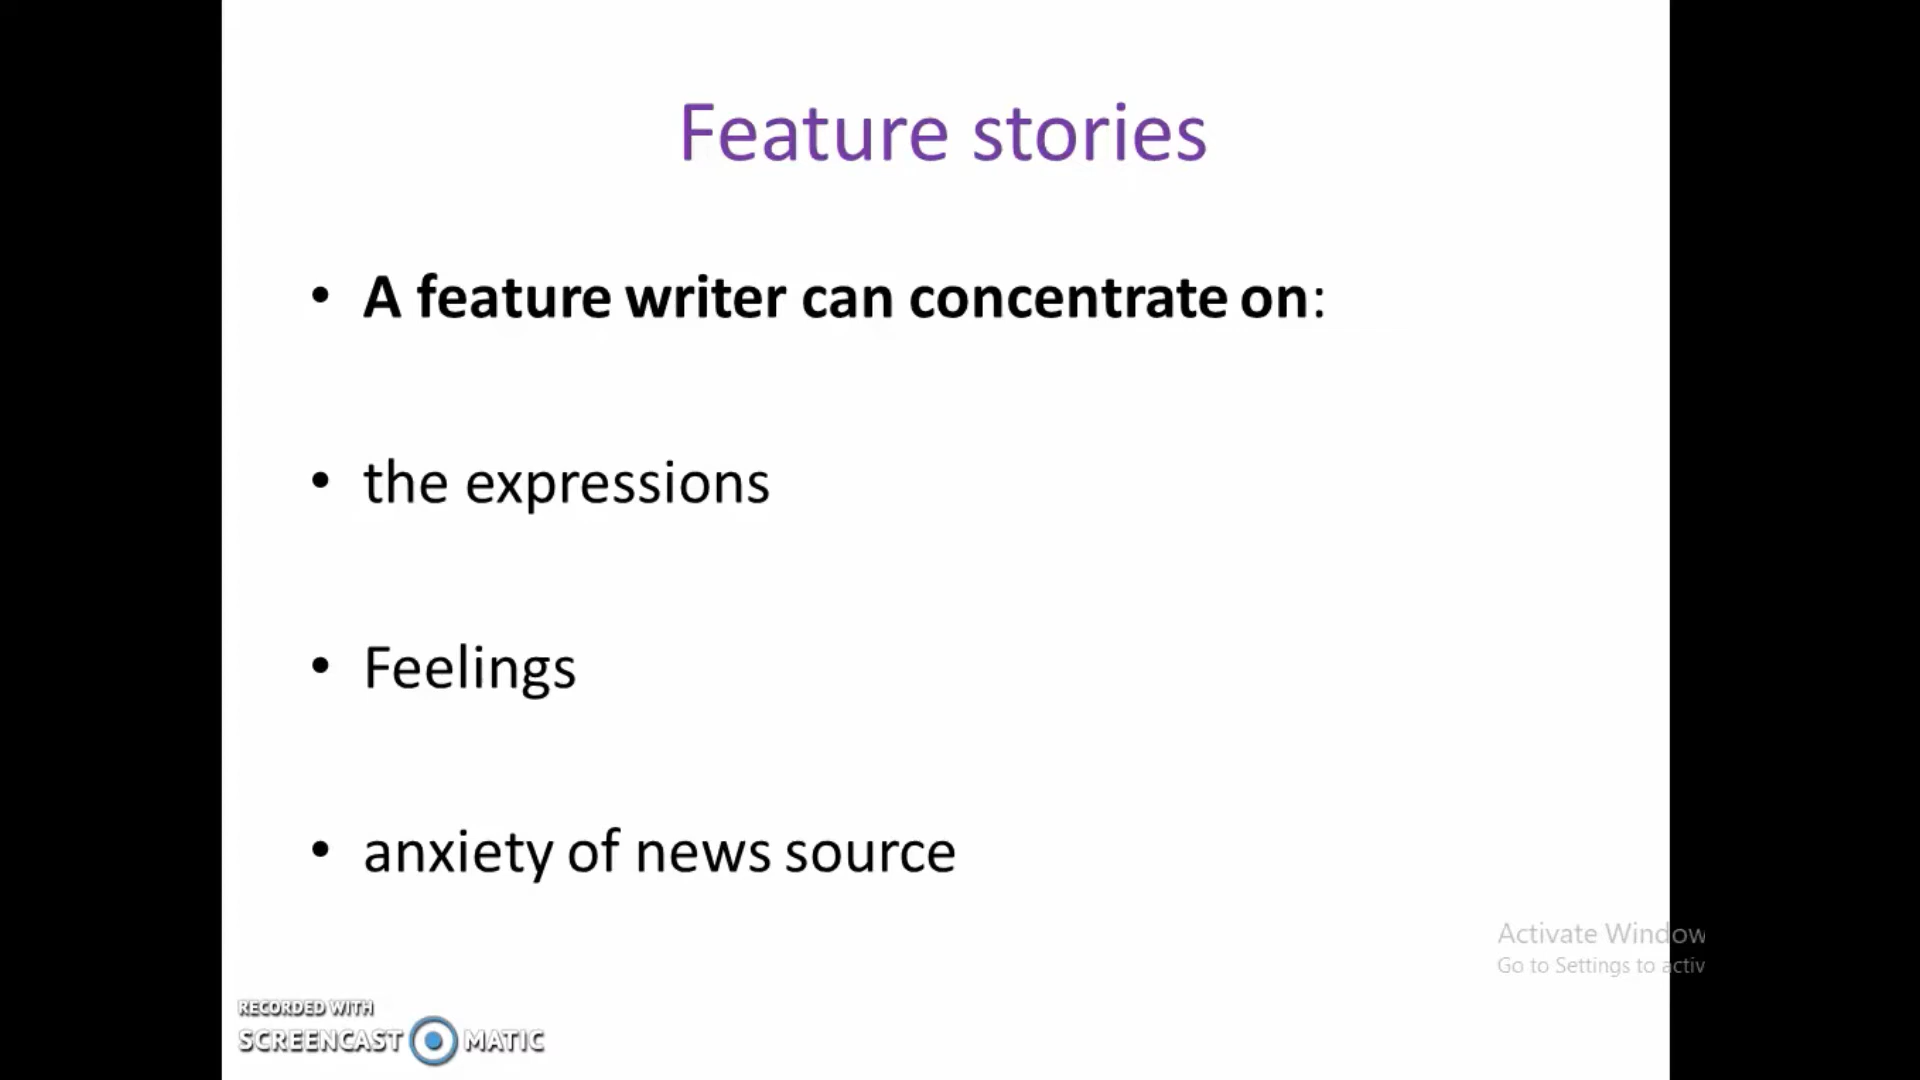 Feature stories
• A feature writer can concentrate on:
• the expressions
• Feelings
• anxiety of news source
Activate Window
Go to Settings to activ
RECORDED WITH
SCREENCAST MATIC